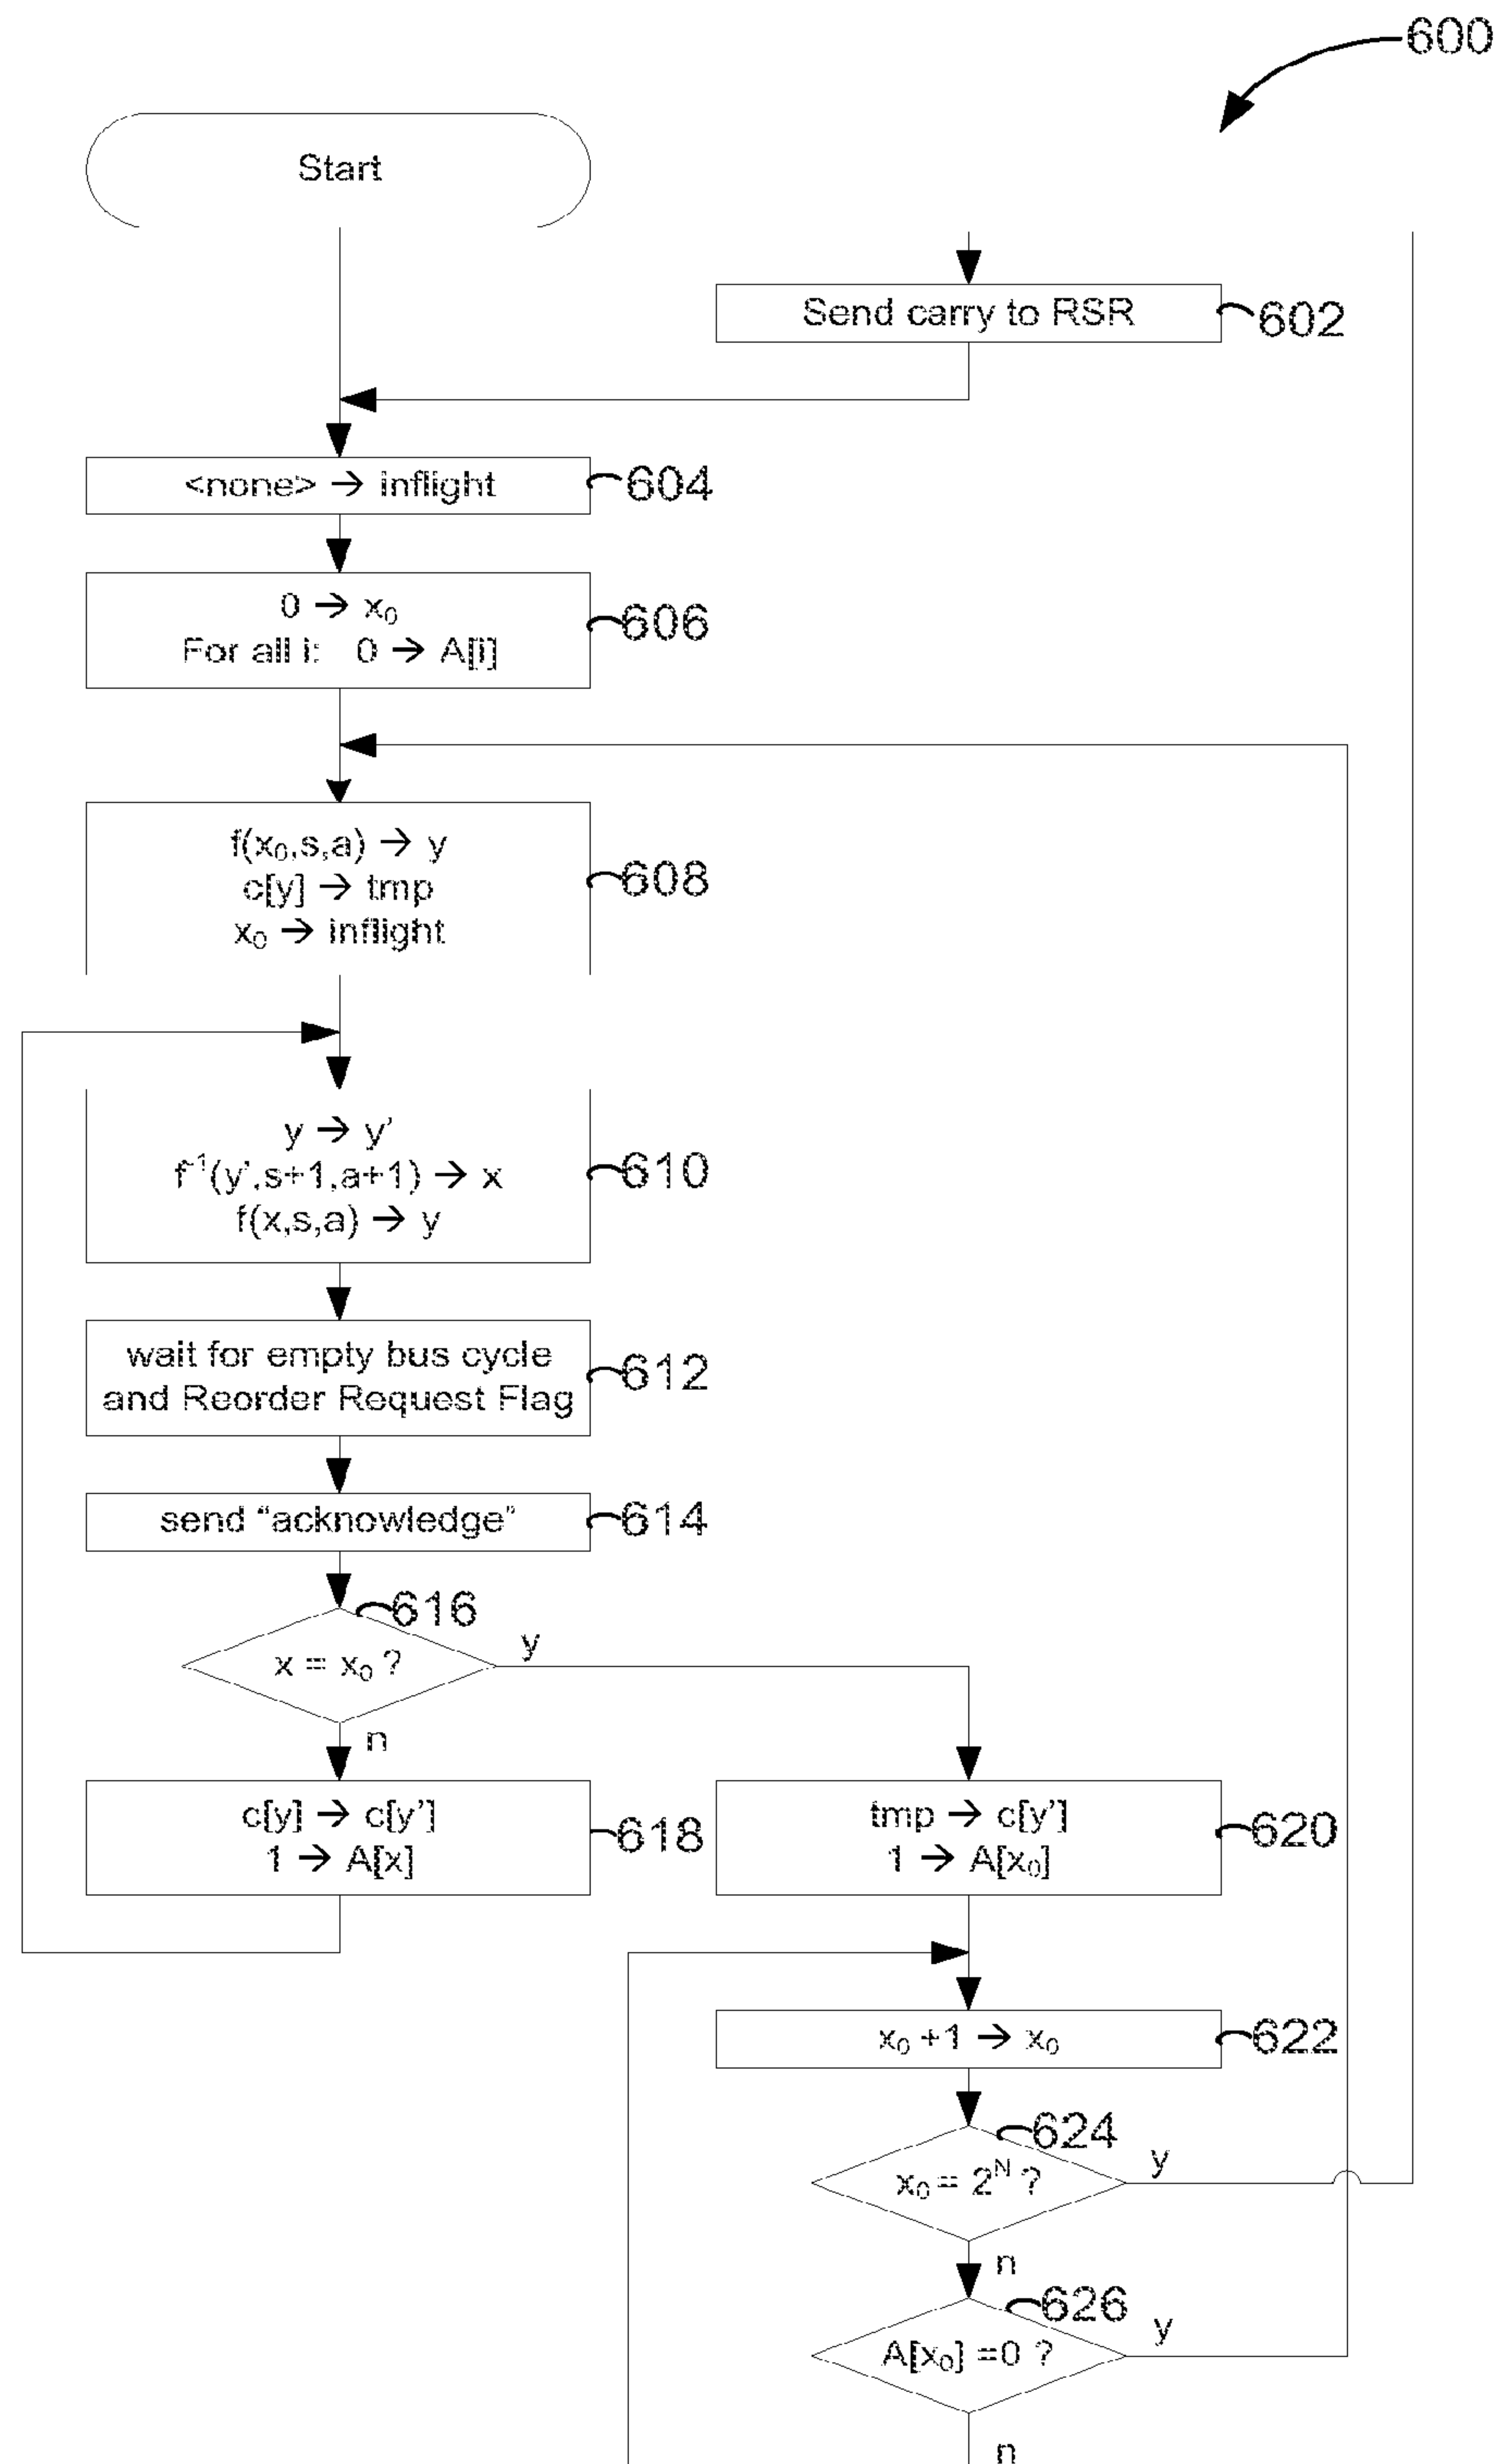 600
Start
Send carry to RSR
602
<none> → inflight
604
0 → x₀
For all i: 0 → A[i]
606
f(x₀,s,a) → y
c[y] → tmp
x₀ → inflight
608
y → y’
f⁻¹(y’,s+1,a+1) → x
f(x,s,a) → y
610
wait for empty bus cycle
and Reorder Request Flag
612
send “acknowledge”
614
616
x = x₀ ?
y
n
c[y] → c[y’]
1 → A[x]
618
tmp → c[y’]
1 → A[x₀]
620
x₀ +1 → x₀
622
624
x₀ = 2ᴺ ?
y
n
626
A[x₀] =0 ?
y
n